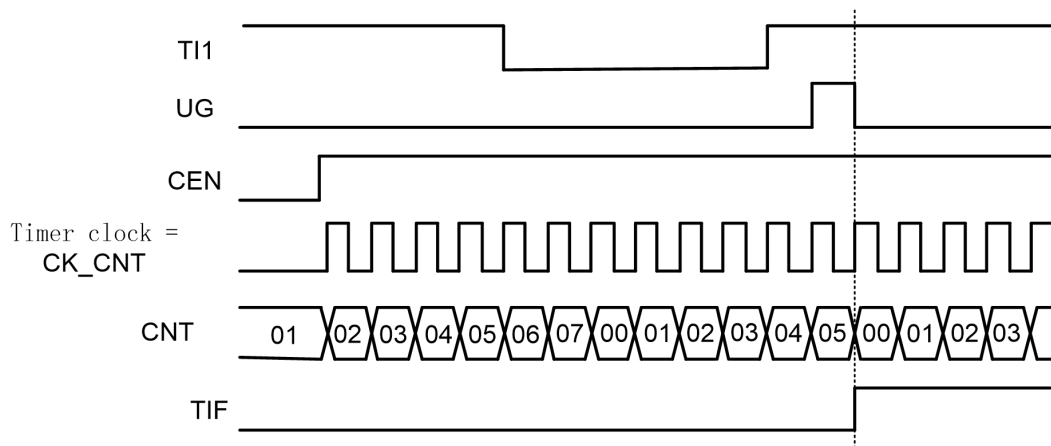 TI1
UG
CEN
Timer clock =
CK_CNT
CNT 01 02 03 04 05 06 07 00 01 02 03 04 05 00 01 02 03
TIF